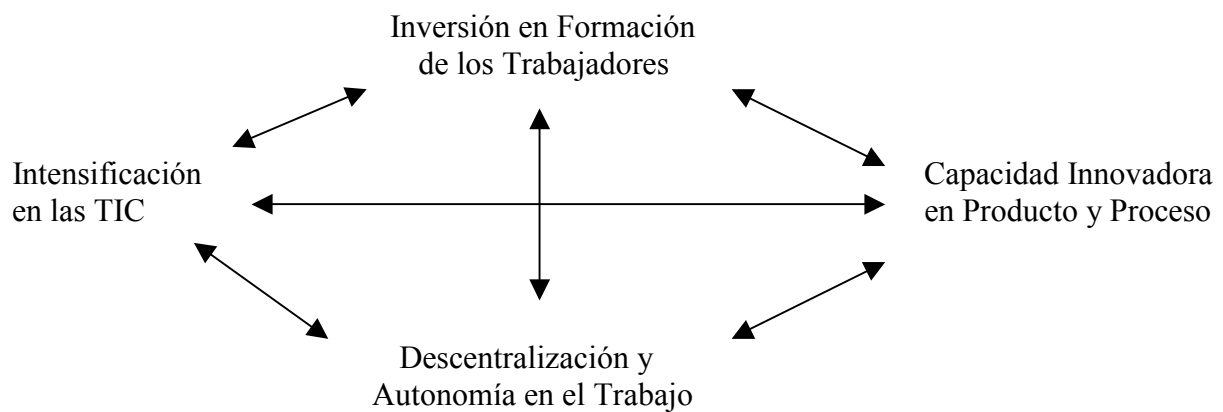 Inversión en Formación
de los Trabajadores
Intensificación
en las TIC
Capacidad Innovadora
en Producto y Proceso
Descentralización y
Autonomía en el Trabajo